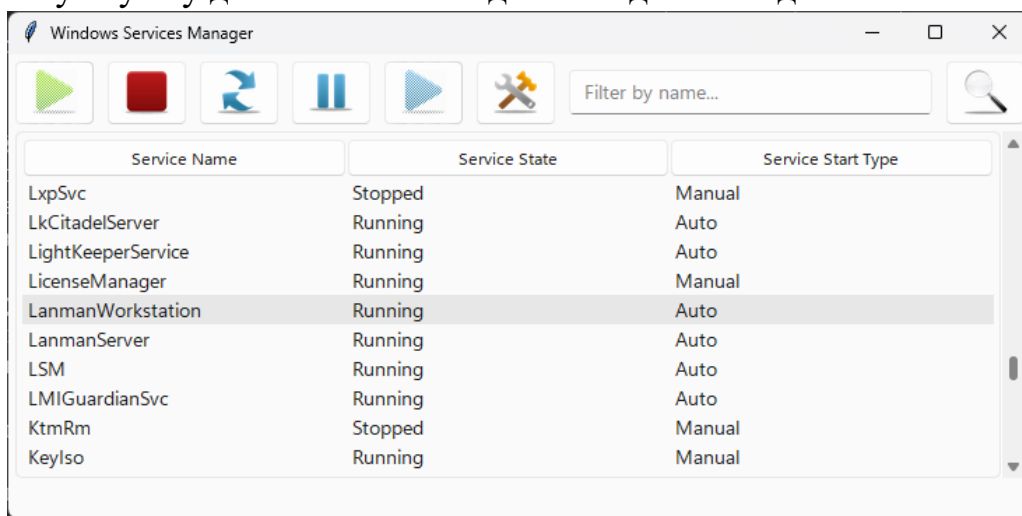 Windows Services Manager
Filter by name...
Service Name Service State Service Start Type
LxpSvc Stopped Manual
LkCitadelServer Running Auto
LightKeeperService Running Auto
LicenseManager Running Manual
LanmanWorkstation Running Auto
LanmanServer Running Auto
LSM Running Auto
LMIGuardianSvc Running Auto
KtmRm Stopped Manual
KeyIso Running Manual